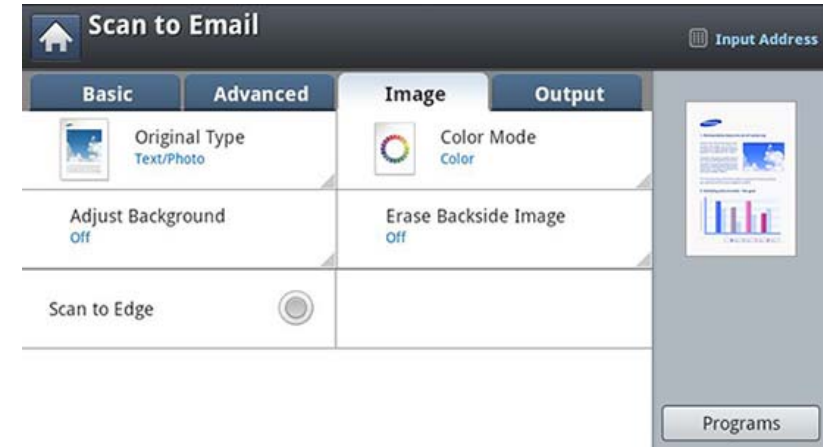 Scan to Email
Input Address
Basic
Advanced
Image
Output
Original Type
Text/Photo
Color Mode
Color
Adjust Background
Off
Erase Backside Image
Off
Scan to Edge
Programs